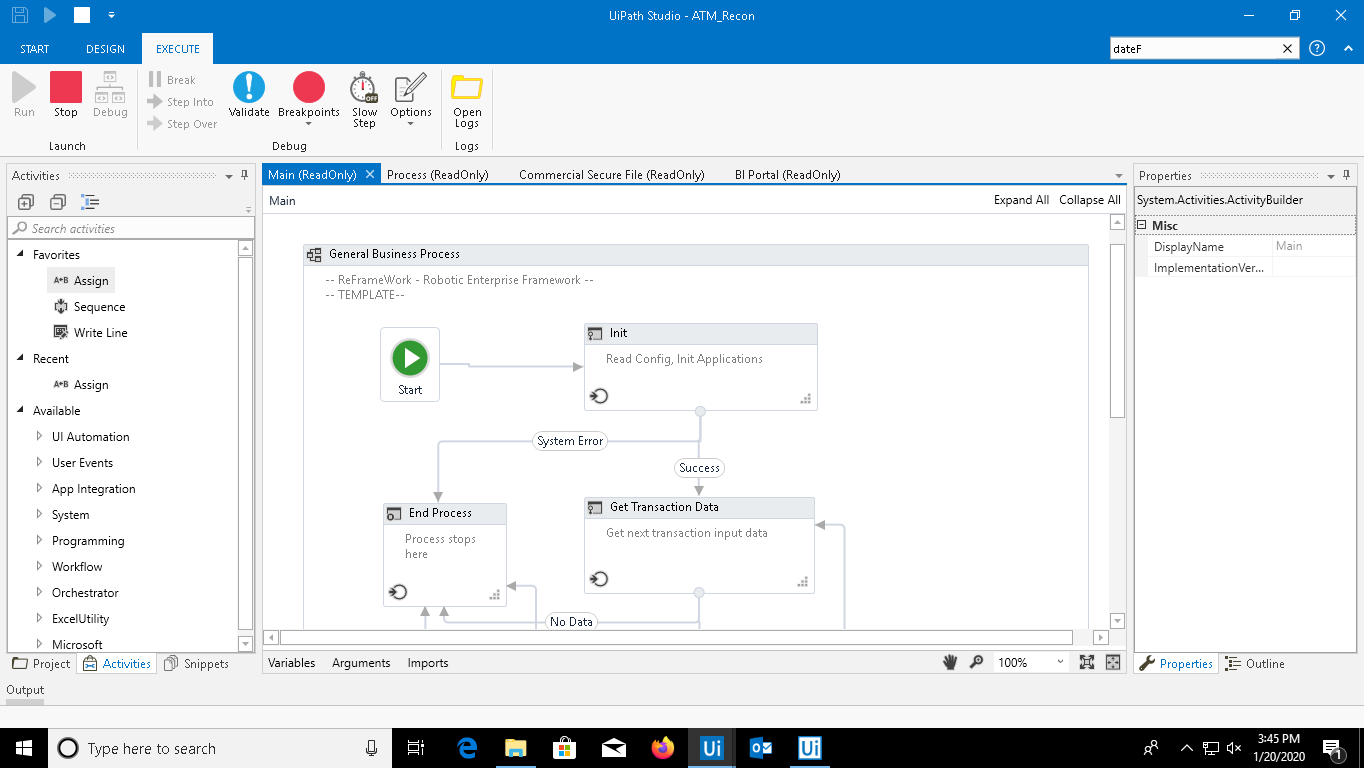 UiPath Studio - ATM_Recon
START
DESIGN
EXECUTE
dateF
Run
Stop
Debug
Launch
Break
Step Into
Step Over
Validate
Breakpoints
Slow
Step
Options
Debug
Open
Logs
Logs
Activities
Search activities
Favorites
A+B Assign
Sequence
Write Line
Recent
A+B Assign
Available
UI Automation
User Events
App Integration
System
Programming
Workflow
Orchestrator
ExcelUtility
Microsoft
Project
Activities
Snippets
Output
Main (ReadOnly)
Process (ReadOnly)
Commercial Secure File (ReadOnly)
BI Portal (ReadOnly)
Main
Expand All
Collapse All
General Business Process
-- ReFrameWork - Robotic Enterprise Framework --
-- TEMPLATE--
Start
Init
Read Config, Init Applications
System Error
Success
End Process
Process stops
here
Get Transaction Data
Get next transaction input data
No Data
Variables
Arguments
Imports
100%
Properties
System.Activities.ActivityBuilder
Misc
DisplayName
Main
ImplementationVer...
Properties
Outline
Type here to search
Ui
Ui
3:45 PM
1/20/2020
1